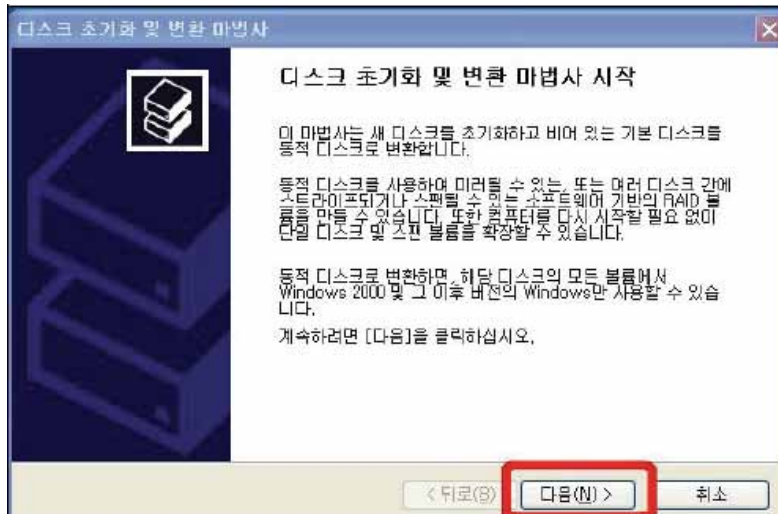 디스크 초기화 및 변환 마법사
디스크 초기화 및 변환 마법사 시작
이 마법사는 새 디스크를 초기화하고 비어 있는 기본 디스크를
동적 디스크로 변환합니다.
동적 디스크를 사용하여 미러될 수 있는, 또는 여러 디스크 간에
스트라이프되거나 스팬될 수 있는 소프트웨어 기반의 RAID 볼
륨을 만들 수 있습니다. 또한 컴퓨터를 다시 시작할 필요 없이
단일 디스크 및 스팬 볼륨을 확장할 수 있습니다.
동적 디스크로 변환하면, 해당 디스크의 모든 볼륨에서
Windows 2000 및 그 이후 버전의 Windows만 사용할 수 있습
니다.
계속하려면 [다음]을 클릭하십시오.
< 뒤로(B) 다음(N) > 취소